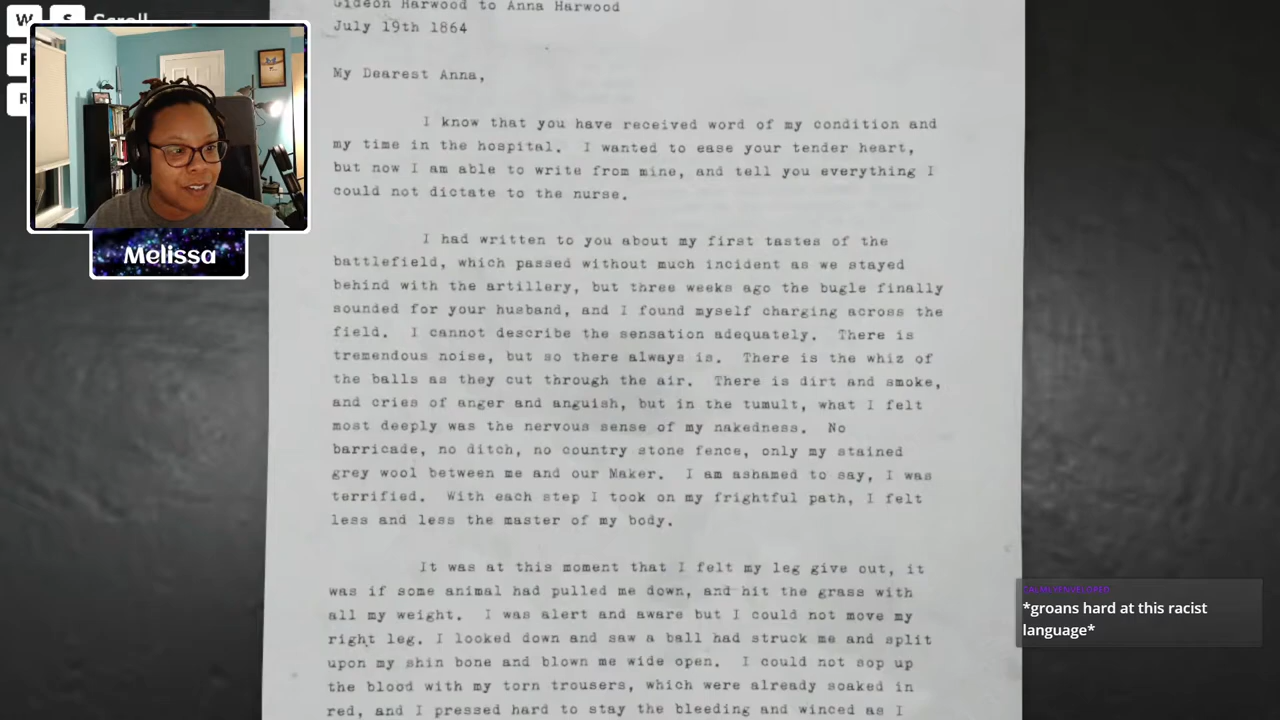 W S Scroll
F
R
Melissa
Gideon Harwood to Anna Harwood
July 19th 1864
My Dearest Anna,
I know that you have received word of my condition and
my time in the hospital. I wanted to ease your tender heart,
but now I am able to write from mine, and tell you everything I
could not dictate to the nurse.
I had written to you about my first tastes of the
battlefield, which passed without much incident as we stayed
behind with the artillery, but three weeks ago the bugle finally
sounded for your husband, and I found myself charging across the
field. I cannot describe the sensation adequately. There is
tremendous noise, but so there always is. There is the whiz of
the balls as they cut through the air. There is dirt and smoke,
and cries of anger and anguish, but in the tumult, what I felt
most deeply was the nervous sense of my nakedness. No
barricade, no ditch, no country stone fence, only my stained
grey wool between me and our Maker. I am ashamed to say, I was
terrified. With each step I took on my frightful path, I felt
less and less the master of my body.
It was at this moment that I felt my leg give out, it
was if some animal had pulled me down, and hit the grass with
all my weight. I was alert and aware but I could not move my
right leg. I looked down and saw a ball had struck me and split
upon my shin bone and blown me wide open. I could not sop up
the blood with my torn trousers, which were already soaked in
red, and I pressed hard to stay the bleeding and winced as I
CALMLYENVELOPED
*groans hard at this racist
language*